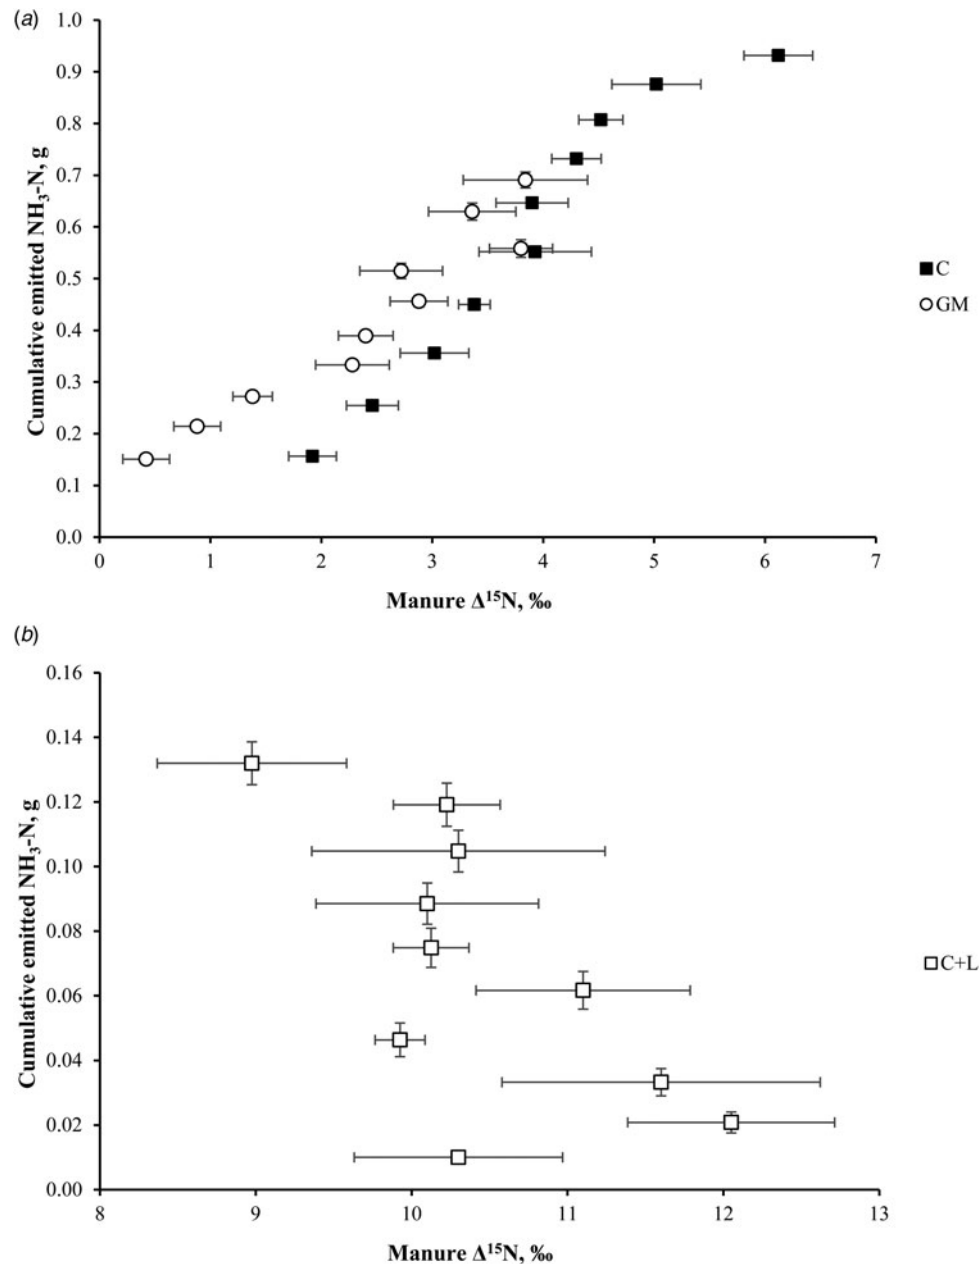 (a)
1.0
0.9
0.8
0.7
0.6
0.5
0.4
0.3
0.2
0.1
0.0
Cumulative emitted NH₃-N, g
0 1 2 3 4 5 6 7
Manure Δ¹⁵N, ‰
C
GM
(b)
0.16
0.14
0.12
0.10
0.08
0.06
0.04
0.02
0.00
Cumulative emitted NH₃-N, g
8 9 10 11 12 13
Manure Δ¹⁵N, ‰
C+L